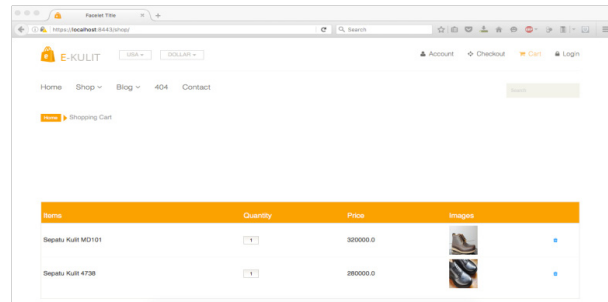 Facelet Title
https://localhost:8443/shop/
Search
E-KULIT
USA
DOLLAR
Account
Checkout
Cart
Login
Home
Shop
Blog
404
Contact
Search
Home
Shopping Cart
Items Quantity Price Images
Sepatu Kulit MD101 1 320000.0
Sepatu Kulit 4738 1 280000.0